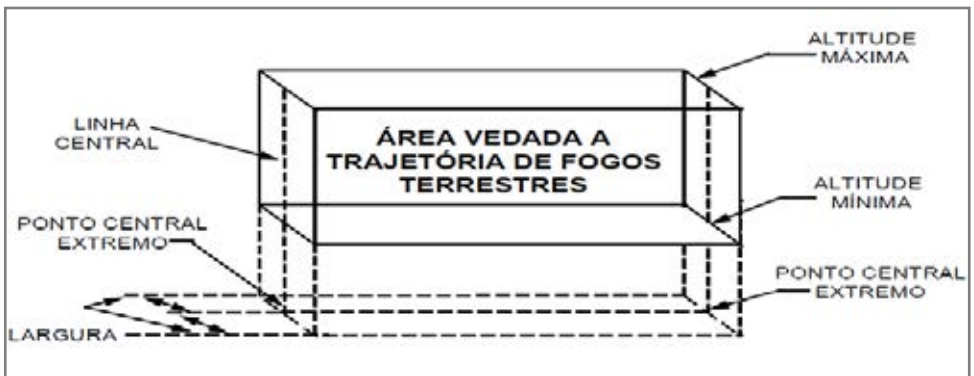 ALTITUDE
MÁXIMA
LINHA
CENTRAL
ÁREA VEDADA A
TRAJETÓRIA DE FOGOS
TERRESTRES
ALTITUDE
MÍNIMA
PONTO CENTRAL
EXTREMO
PONTO CENTRAL
EXTREMO
LARGURA